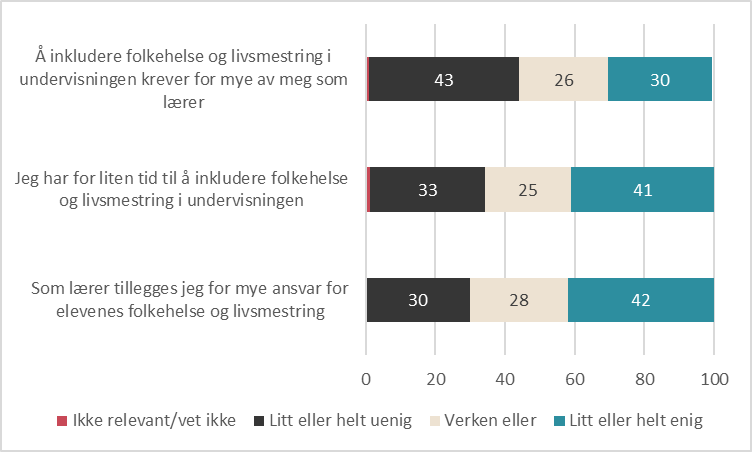 Å inkludere folkehelse og livsmestring i
undervisningen krever for mye av meg som
lærer
43 26 30
Jeg har for liten tid til å inkludere folkehelse
og livsmestring i undervisningen
33 25 41
Som lærer tillegges jeg for mye ansvar for
elevenes folkehelse og livsmestring
30 28 42
0 20 40 60 80 100
Ikke relevant/vet ikke Litt eller helt uenig Verken eller Litt eller helt enig